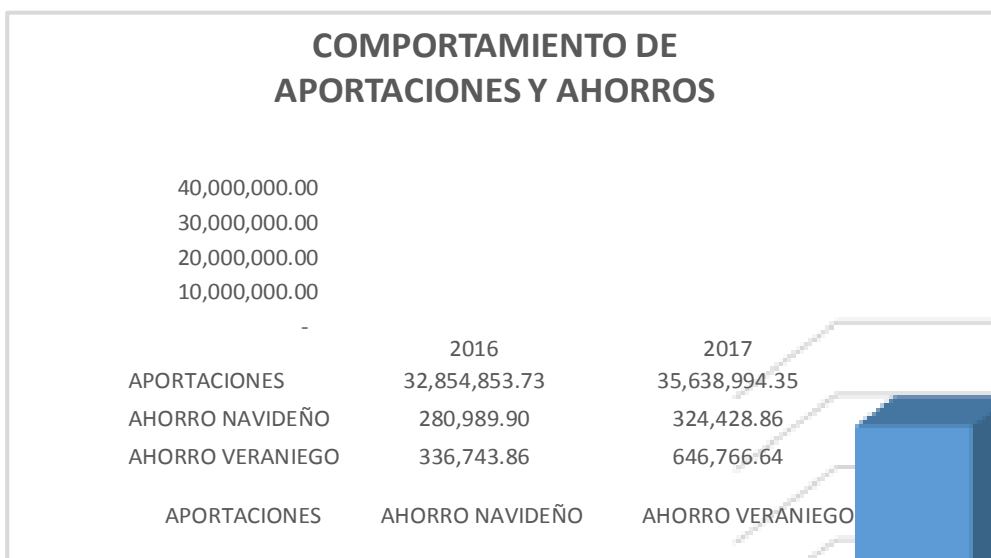 COMPORTAMIENTO DE
APORTACIONES Y AHORROS
40,000,000.00
30,000,000.00
20,000,000.00
10,000,000.00
-
2016 2017
APORTACIONES 32,854,853.73 35,638,994.35
AHORRO NAVIDEÑO 280,989.90 324,428.86
AHORRO VERANIEGO 336,743.86 646,766.64
APORTACIONES AHORRO NAVIDEÑO AHORRO VERANIEGO